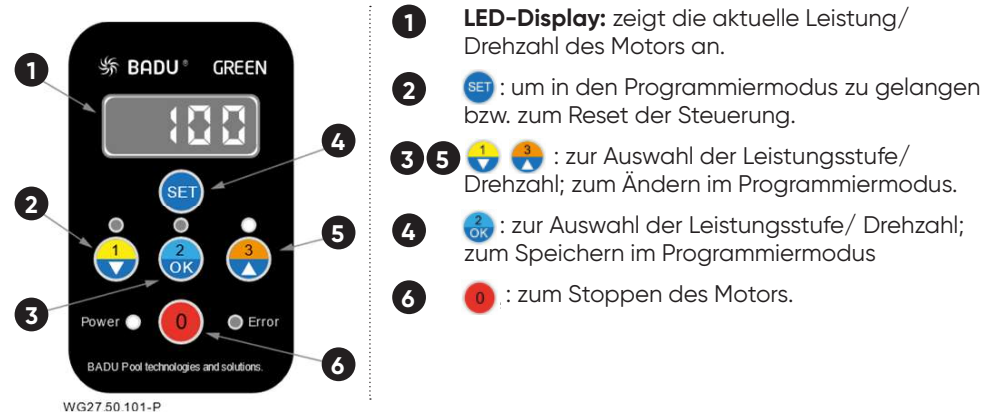 BADU® GREEN
100
SET
1
2
OK
3
0
Power
Error
BADU Pool technologies and solutions.
WG27.50.101-P
1
2
3
4
5
6
1 LED-Display: zeigt die aktuelle Leistung/
Drehzahl des Motors an.
2 SET : um in den Programmiermodus zu gelangen
bzw. zum Reset der Steuerung.
3 5 1 3 : zur Auswahl der Leistungsstufe/
Drehzahl; zum Ändern im Programmiermodus.
4 2 OK : zur Auswahl der Leistungsstufe/ Drehzahl;
zum Speichern im Programmiermodus
6 0 : zum Stoppen des Motors.